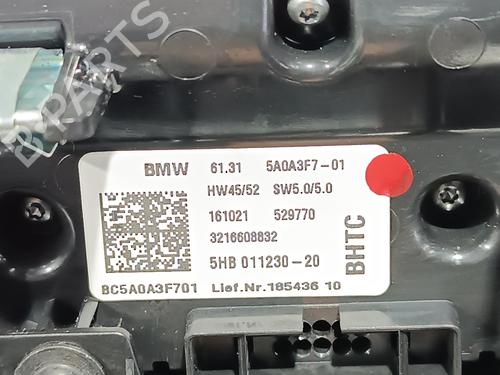 B-PARTS
BMW 61.31 5A0A3F7-01
HW45/52 SW5.0/5.0
161021 529770
3216608832
5HB 011230-20
BC5A0A3F701 Lief.Nr.185436 10
BHTC